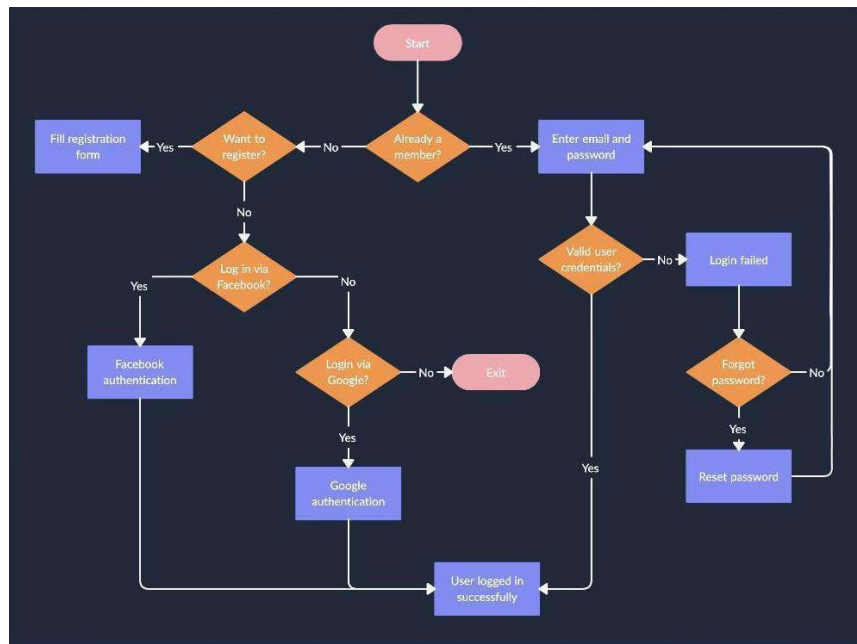 Start
Fill registration
form
Yes
Want to
register?
No
Already a
member?
Yes
Enter email and
password
No
Log in via
Facebook?
Valid user
credentials?
No
Login failed
Yes
No
Facebook
authentication
Login via
Google?
No
Exit
Forgot
password?
No
Yes
Yes
Yes
Google
authentication
Reset password
User logged in
successfully